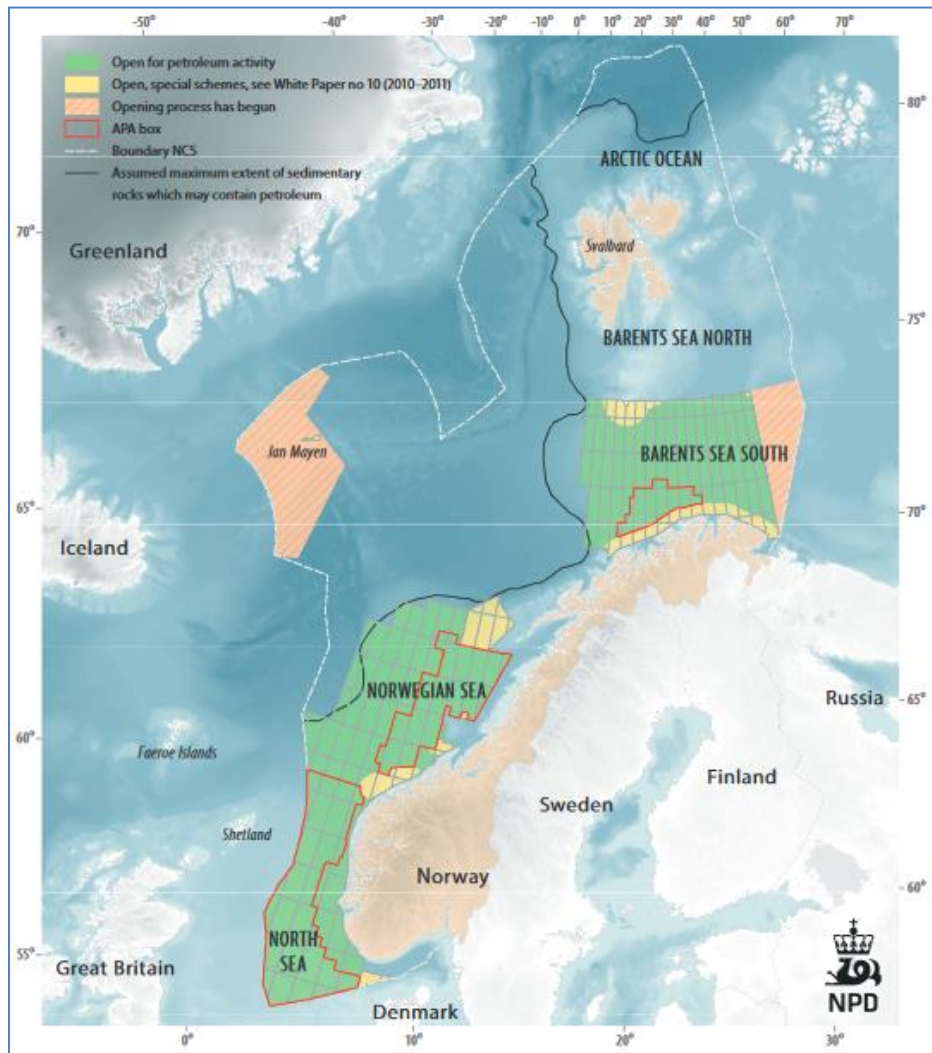 -50° -40° -30° -20° -10° 0° 10° 20° 30° 40° 50° 60° 70°
Open for petroleum activity
Open, special schemes, see White Paper no 10 (2010–2011)
Opening process has begun
APA box
Boundary NCS
Assumed maximum extent of sedimentary
rocks which may contain petroleum
80°
ARCTIC OCEAN
70°
Greenland
Svalbard
75°
BARENTS SEA NORTH
Jan Mayen
BARENTS SEA SOUTH
65°
70°
Iceland
NORWEGIAN SEA
Russia
65°
60°
Faeroe Islands
Finland
Sweden
Shetland
Norway
60°
NORTH
SEA
55°
Great Britain
NPD
Denmark
0° 10° 20° 30°